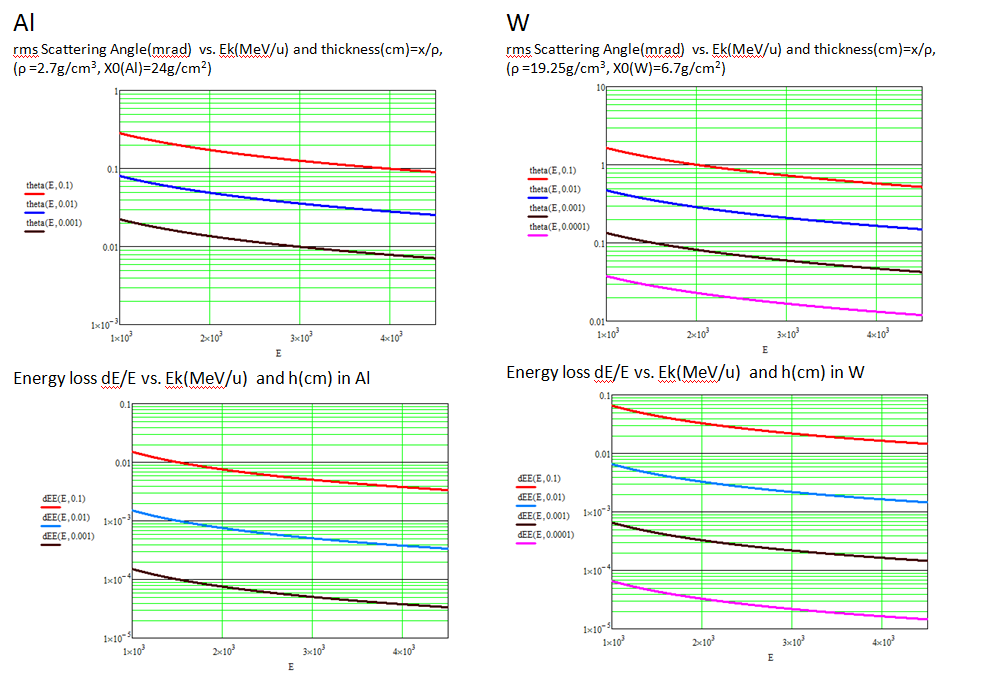 Al
rms Scattering Angle(mrad) vs. Ek(MeV/u) and thickness(cm)=x/ρ,
(ρ =2.7g/cm³, X0(Al)=24g/cm²)
1
0.1
0.01
1×10⁻³
theta(E,0.1)
theta(E,0.01)
theta(E,0.001)
1×10³ 2×10³ 3×10³ 4×10³
E
W
rms Scattering Angle(mrad) vs. Ek(MeV/u) and thickness(cm)=x/ρ,
(ρ =19.25g/cm³, X0(W)=6.7g/cm²)
10
1
0.1
0.01
theta(E,0.1)
theta(E,0.01)
theta(E,0.001)
theta(E,0.0001)
1×10³ 2×10³ 3×10³ 4×10³
E
Energy loss dE/E vs. Ek(MeV/u) and h(cm) in Al
0.1
0.01
1×10⁻³
1×10⁻⁴
1×10⁻⁵
dEE(E,0.1)
dEE(E,0.01)
dEE(E,0.001)
1×10³ 2×10³ 3×10³ 4×10³
E
Energy loss dE/E vs. Ek(MeV/u) and h(cm) in W
0.1
0.01
1×10⁻³
1×10⁻⁴
1×10⁻⁵
dEE(E,0.1)
dEE(E,0.01)
dEE(E,0.001)
dEE(E,0.0001)
1×10³ 2×10³ 3×10³ 4×10³
E